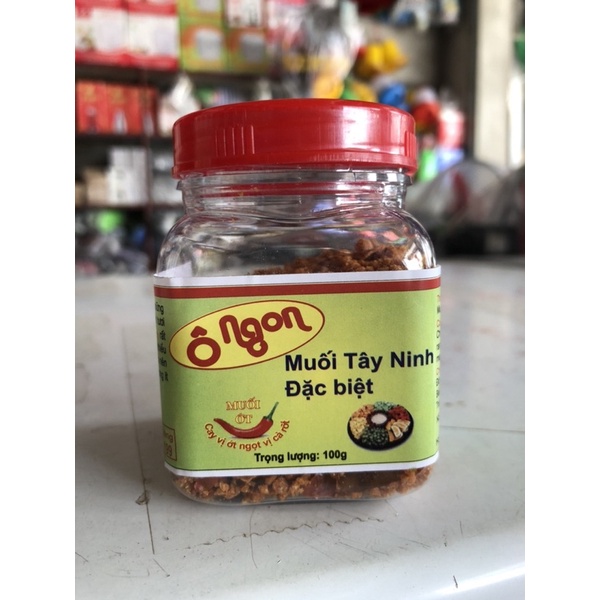 Ô Ngon
Muối Tây Ninh
Đặc biệt
MUỐI
ỚT
Cay vị ớt ngọt vị cà rốt
Trọng lượng: 100g